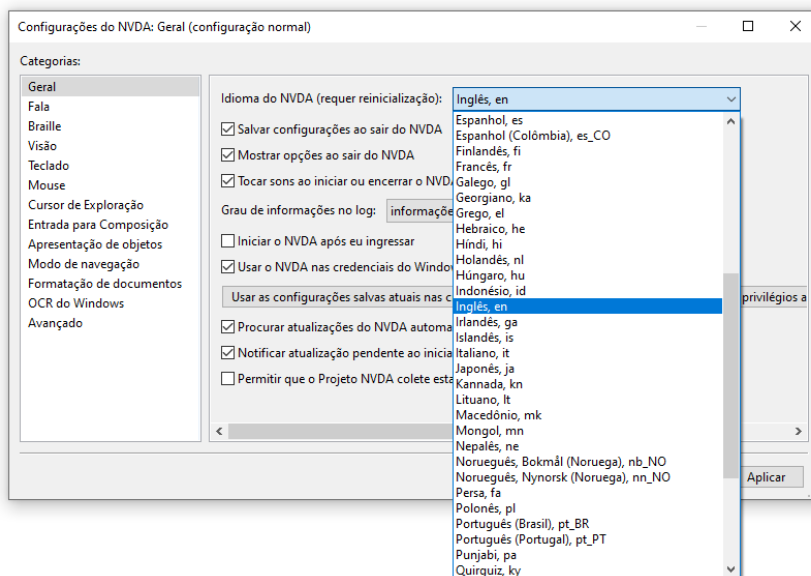 Configurações do NVDA: Geral (configuração normal)
Categorias:
Geral
Fala
Braille
Visão
Teclado
Mouse
Cursor de Exploração
Entrada para Composição
Apresentação de objetos
Modo de navegação
Formatação de documentos
OCR do Windows
Avançado
Idioma do NVDA (requer reinicialização): Inglês, en
Salvar configurações ao sair do NVDA
Mostrar opções ao sair do NVDA
Tocar sons ao iniciar ou encerrar o NVDA
Grau de informações no log: informaçõe
Iniciar o NVDA após eu ingressar
Usar o NVDA nas credenciais do Window
Usar as configurações salvas atuais nas c privilégios a
Procurar atualizações do NVDA automa
Notificar atualização pendente ao inicia
Permitir que o Projeto NVDA colete esta
Espanhol, es
Espanhol (Colômbia), es_CO
Finlandês, fi
Francês, fr
Galego, gl
Georgiano, ka
Grego, el
Hebraico, he
Híndi, hi
Holandês, nl
Húngaro, hu
Indonésio, id
Inglês, en
Irlandês, ga
Islandês, is
Italiano, it
Japonês, ja
Kannada, kn
Lituano, lt
Macedônio, mk
Mongol, mn
Nepalês, ne
Norueguês, Bokmål (Noruega), nb_NO
Norueguês, Nynorsk (Noruega), nn_NO
Persa, fa
Polonês, pl
Português (Brasil), pt_BR
Português (Portugal), pt_PT
Punjabi, pa
Quirguiz, ky
Aplicar